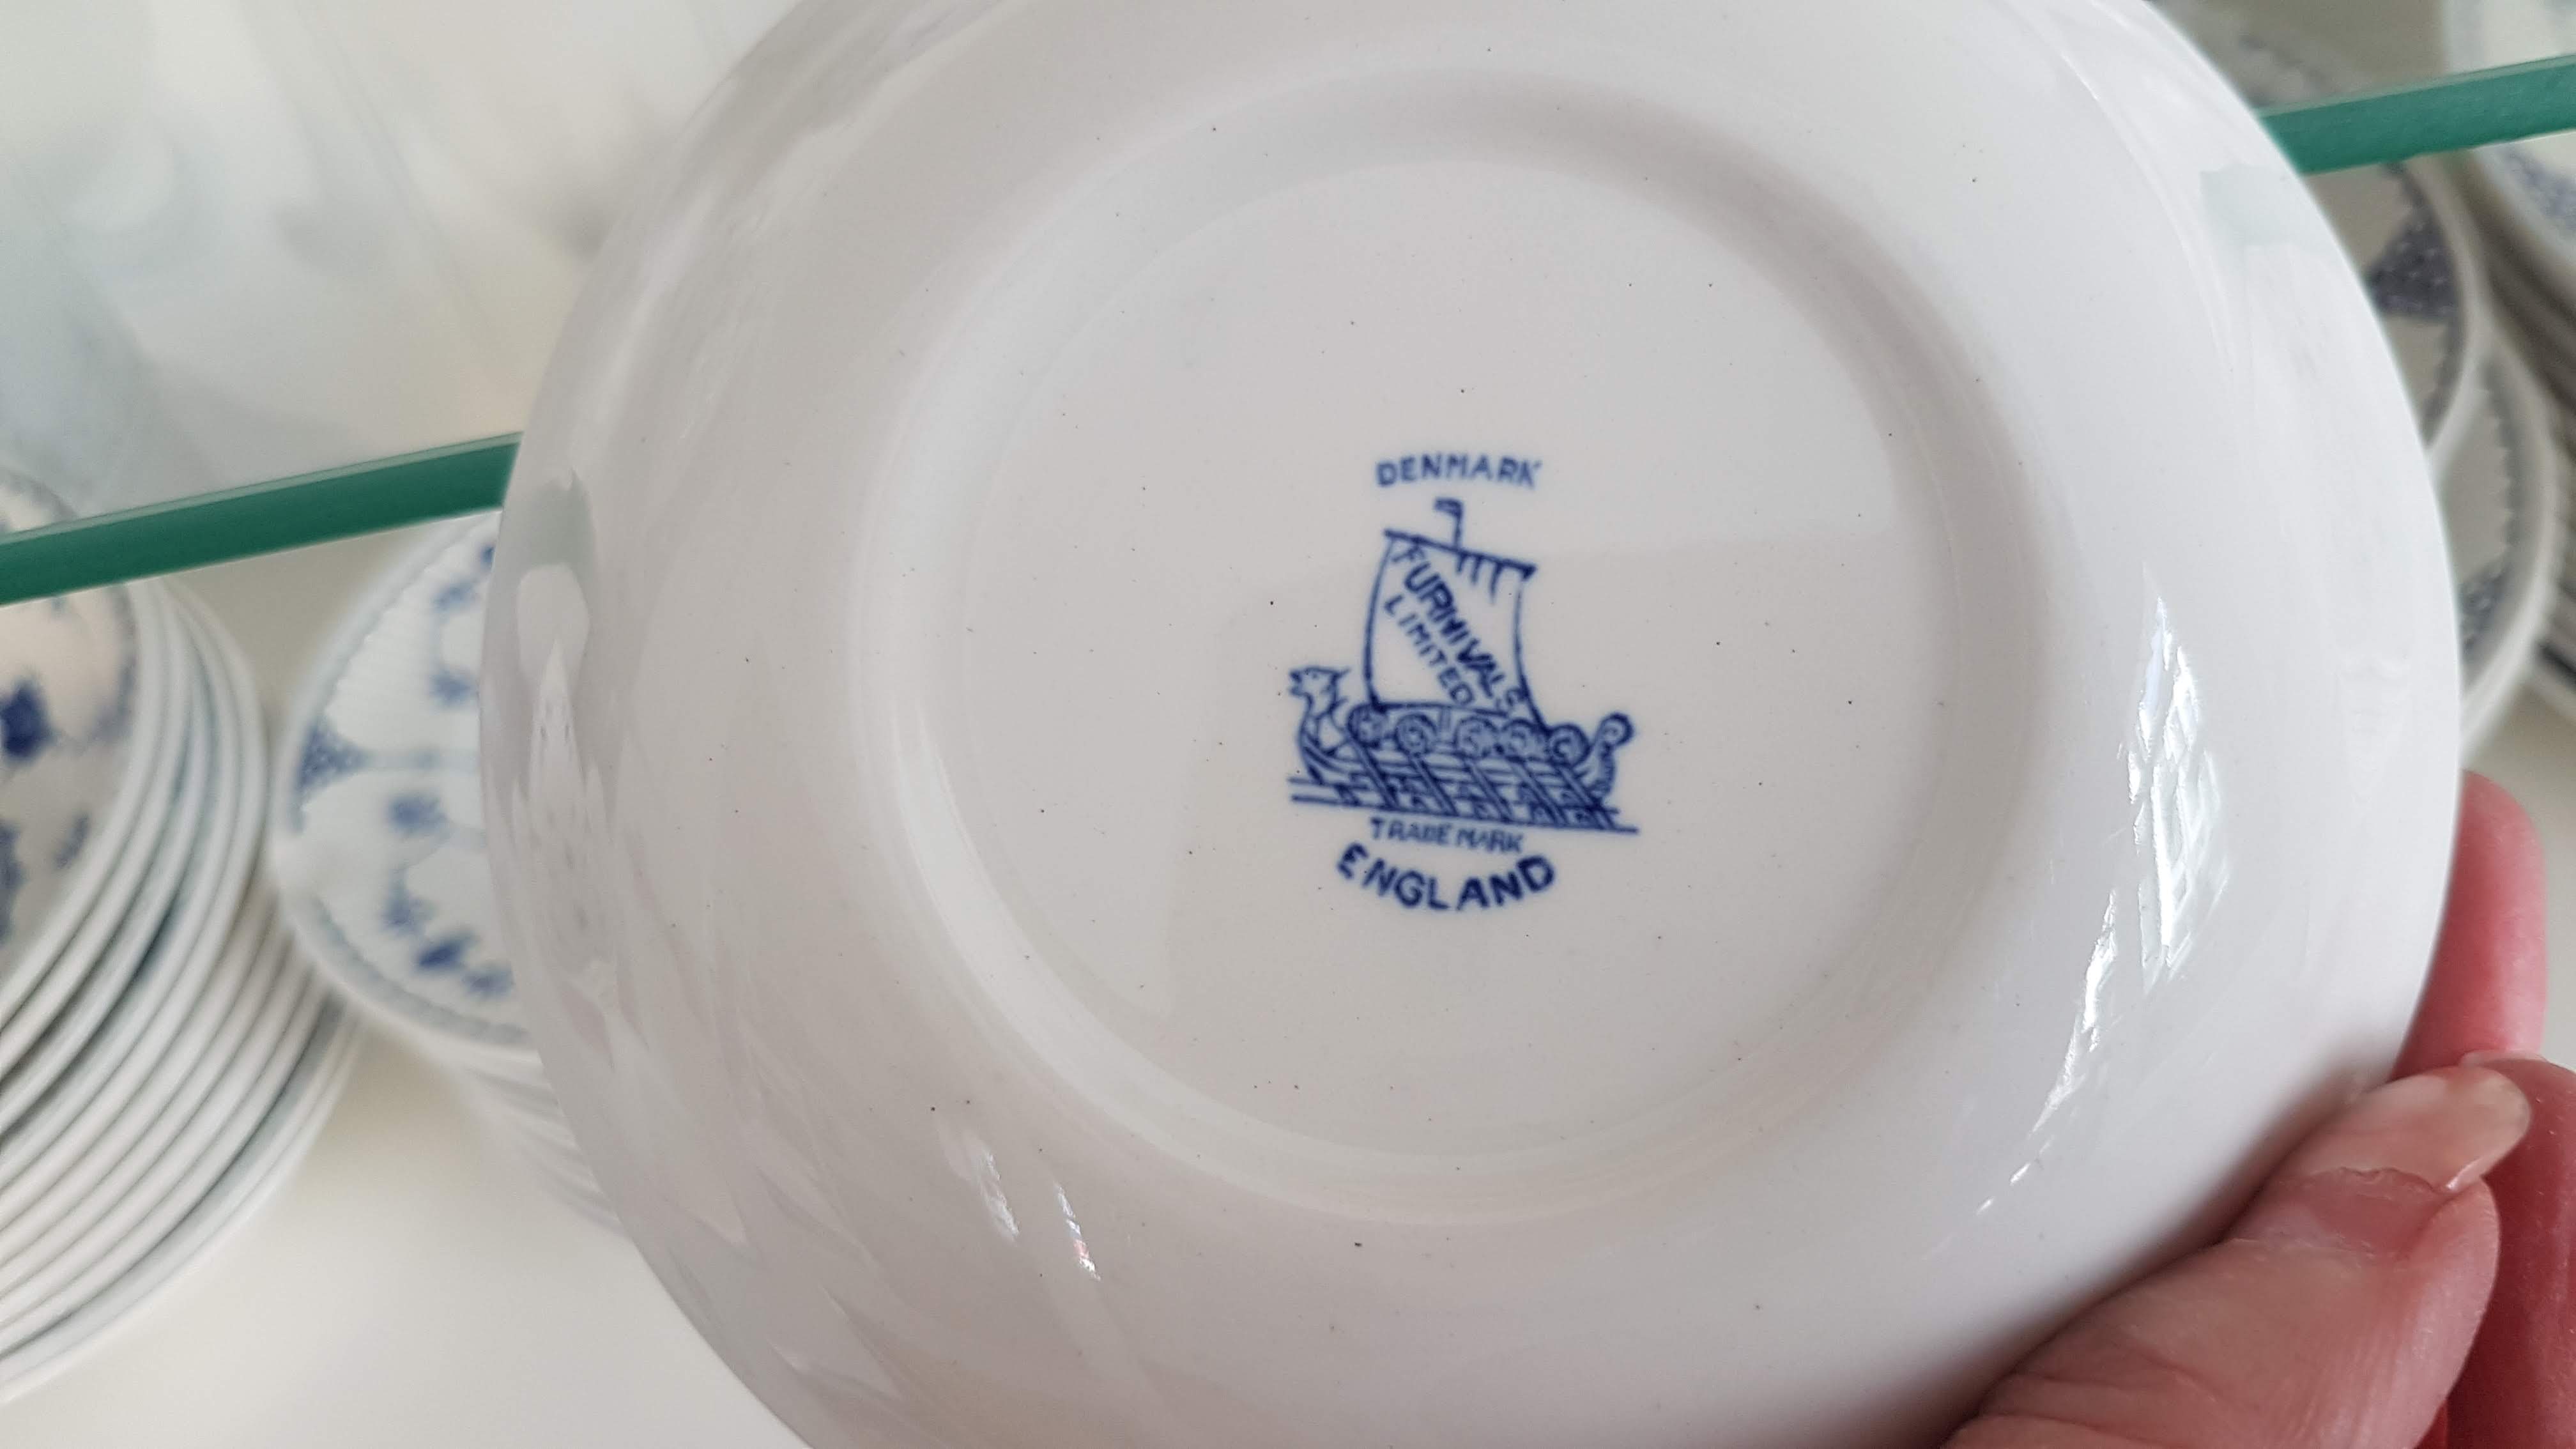 DENMARK
FURNIVALS
LIMITED
TRADE MARK
ENGLAND